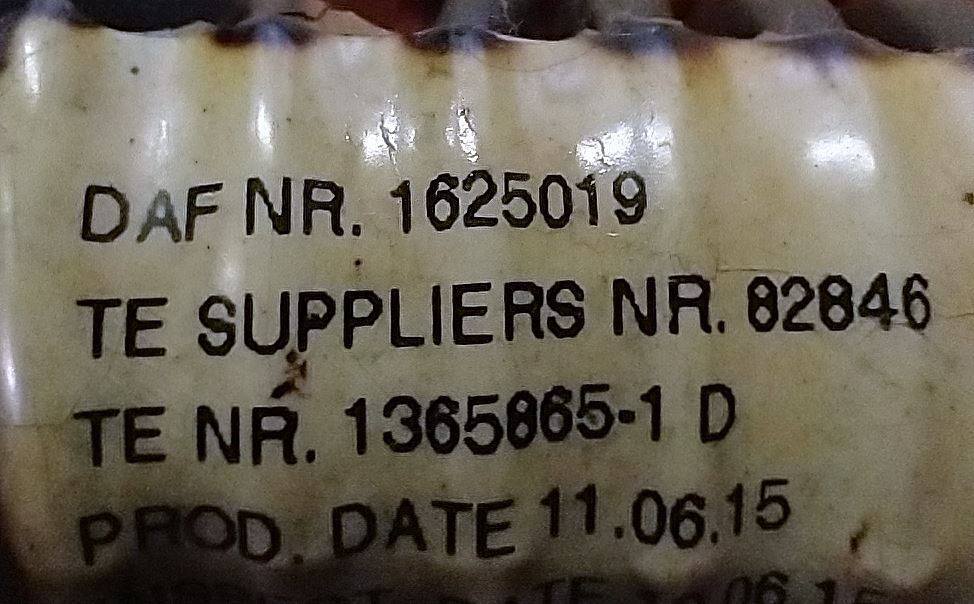 DAF NR. 1625019
TE SUPPLIERS NR. 82846
TE NR. 1365865-1 D
PROD. DATE 11.06.15